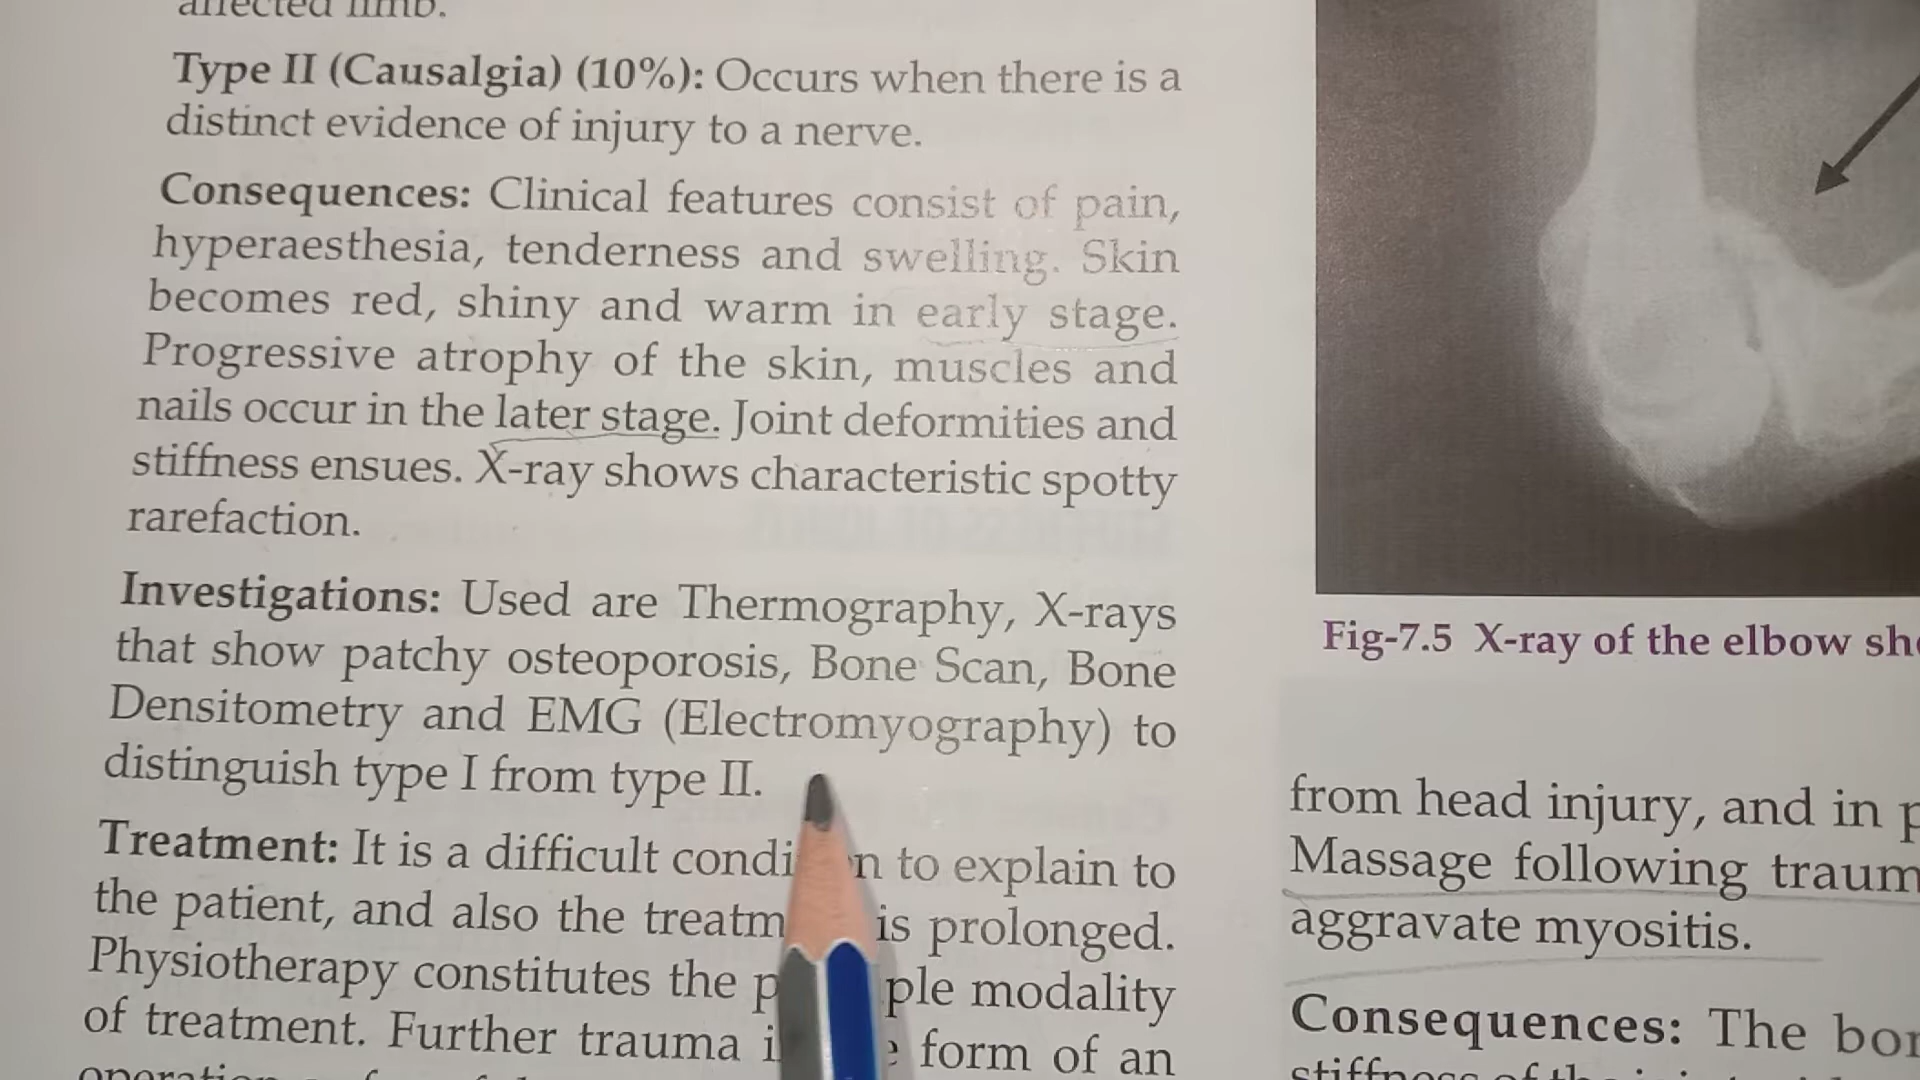 affected limb.
Type II (Causalgia) (10%): Occurs when there is a
distinct evidence of injury to a nerve.
Consequences: Clinical features consist of pain,
hyperaesthesia, tenderness and swelling. Skin
becomes red, shiny and warm in early stage.
Progressive atrophy of the skin, muscles and
nails occur in the later stage. Joint deformities and
stiffness ensues. X-ray shows characteristic spotty
rarefaction.
Investigations: Used are Thermography, X-rays
that show patchy osteoporosis, Bone Scan, Bone
Densitometry and EMG (Electromyography) to
distinguish type I from type II.
Treatment: It is a difficult to explain to
the patient, and also the is prolonged.
Physiotherapy constitutes the modality
of treatment. Further trauma form of an
Fig-7.5 X-ray of the elbow
from head injury, and in
Massage following
aggravate myositis.
Consequences: The
stiffness of